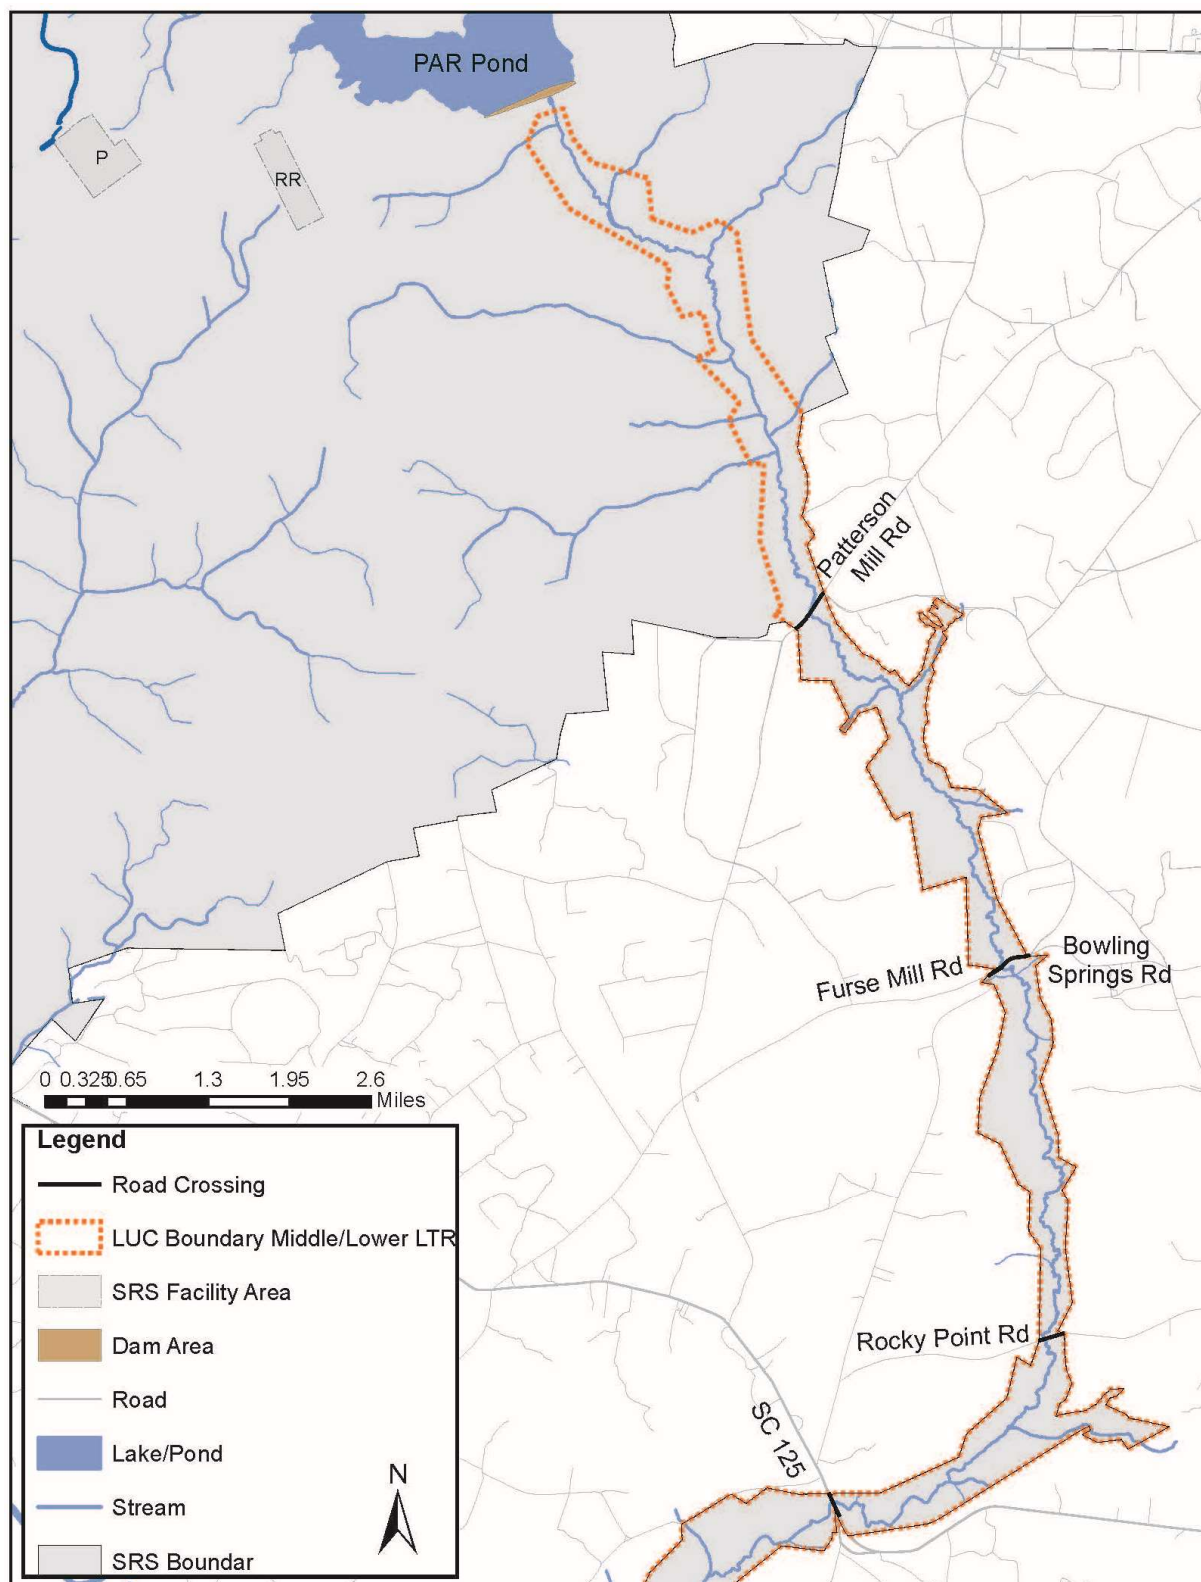 PAR Pond
P
RR
Patterson
Mill Rd
Furse Mill Rd
Bowling
Springs Rd
0 0.3250.65 1.3 1.95 2.6
Miles
Legend
Road Crossing
LUC Boundary Middle/Lower LTR
SRS Facility Area
Dam Area
Road
Lake/Pond
Stream
SRS Boundar
N
Rocky Point Rd
SC 125